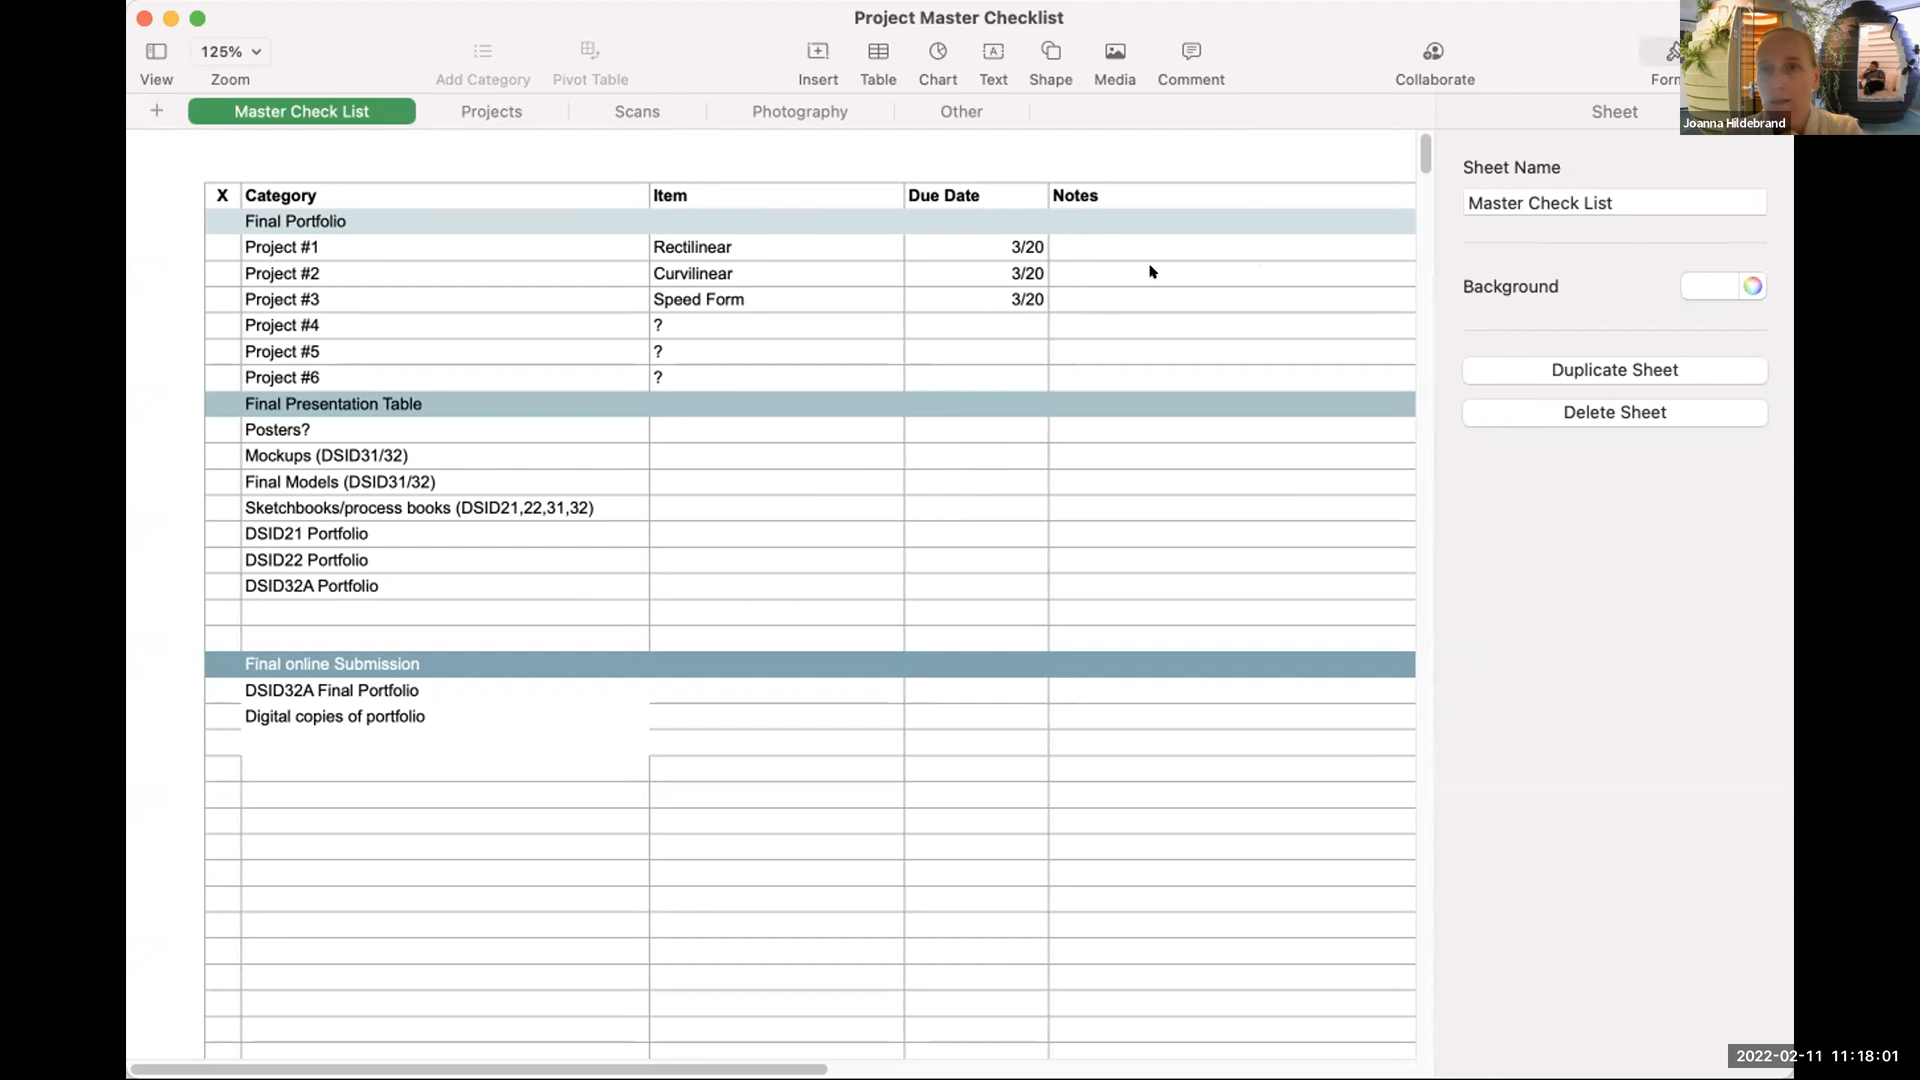 Project Master Checklist
125%
View Zoom Add Category Pivot Table Insert Table Chart Text Shape Media Comment Collaborate
Joanna Hildebrand
+ Master Check List Projects Scans Photography Other Sheet
Sheet Name
Master Check List
Background
Duplicate Sheet
Delete Sheet
X Category Item Due Date Notes
Final Portfolio
Project #1 Rectilinear 3/20
Project #2 Curvilinear 3/20
Project #3 Speed Form 3/20
Project #4 ?
Project #5 ?
Project #6 ?
Final Presentation Table
Posters?
Mockups (DSID31/32)
Final Models (DSID31/32)
Sketchbooks/process books (DSID21,22,31,32)
DSID21 Portfolio
DSID22 Portfolio
DSID32A Portfolio
Final online Submission
DSID32A Final Portfolio
Digital copies of portfolio
2022-02-11 11:18:01